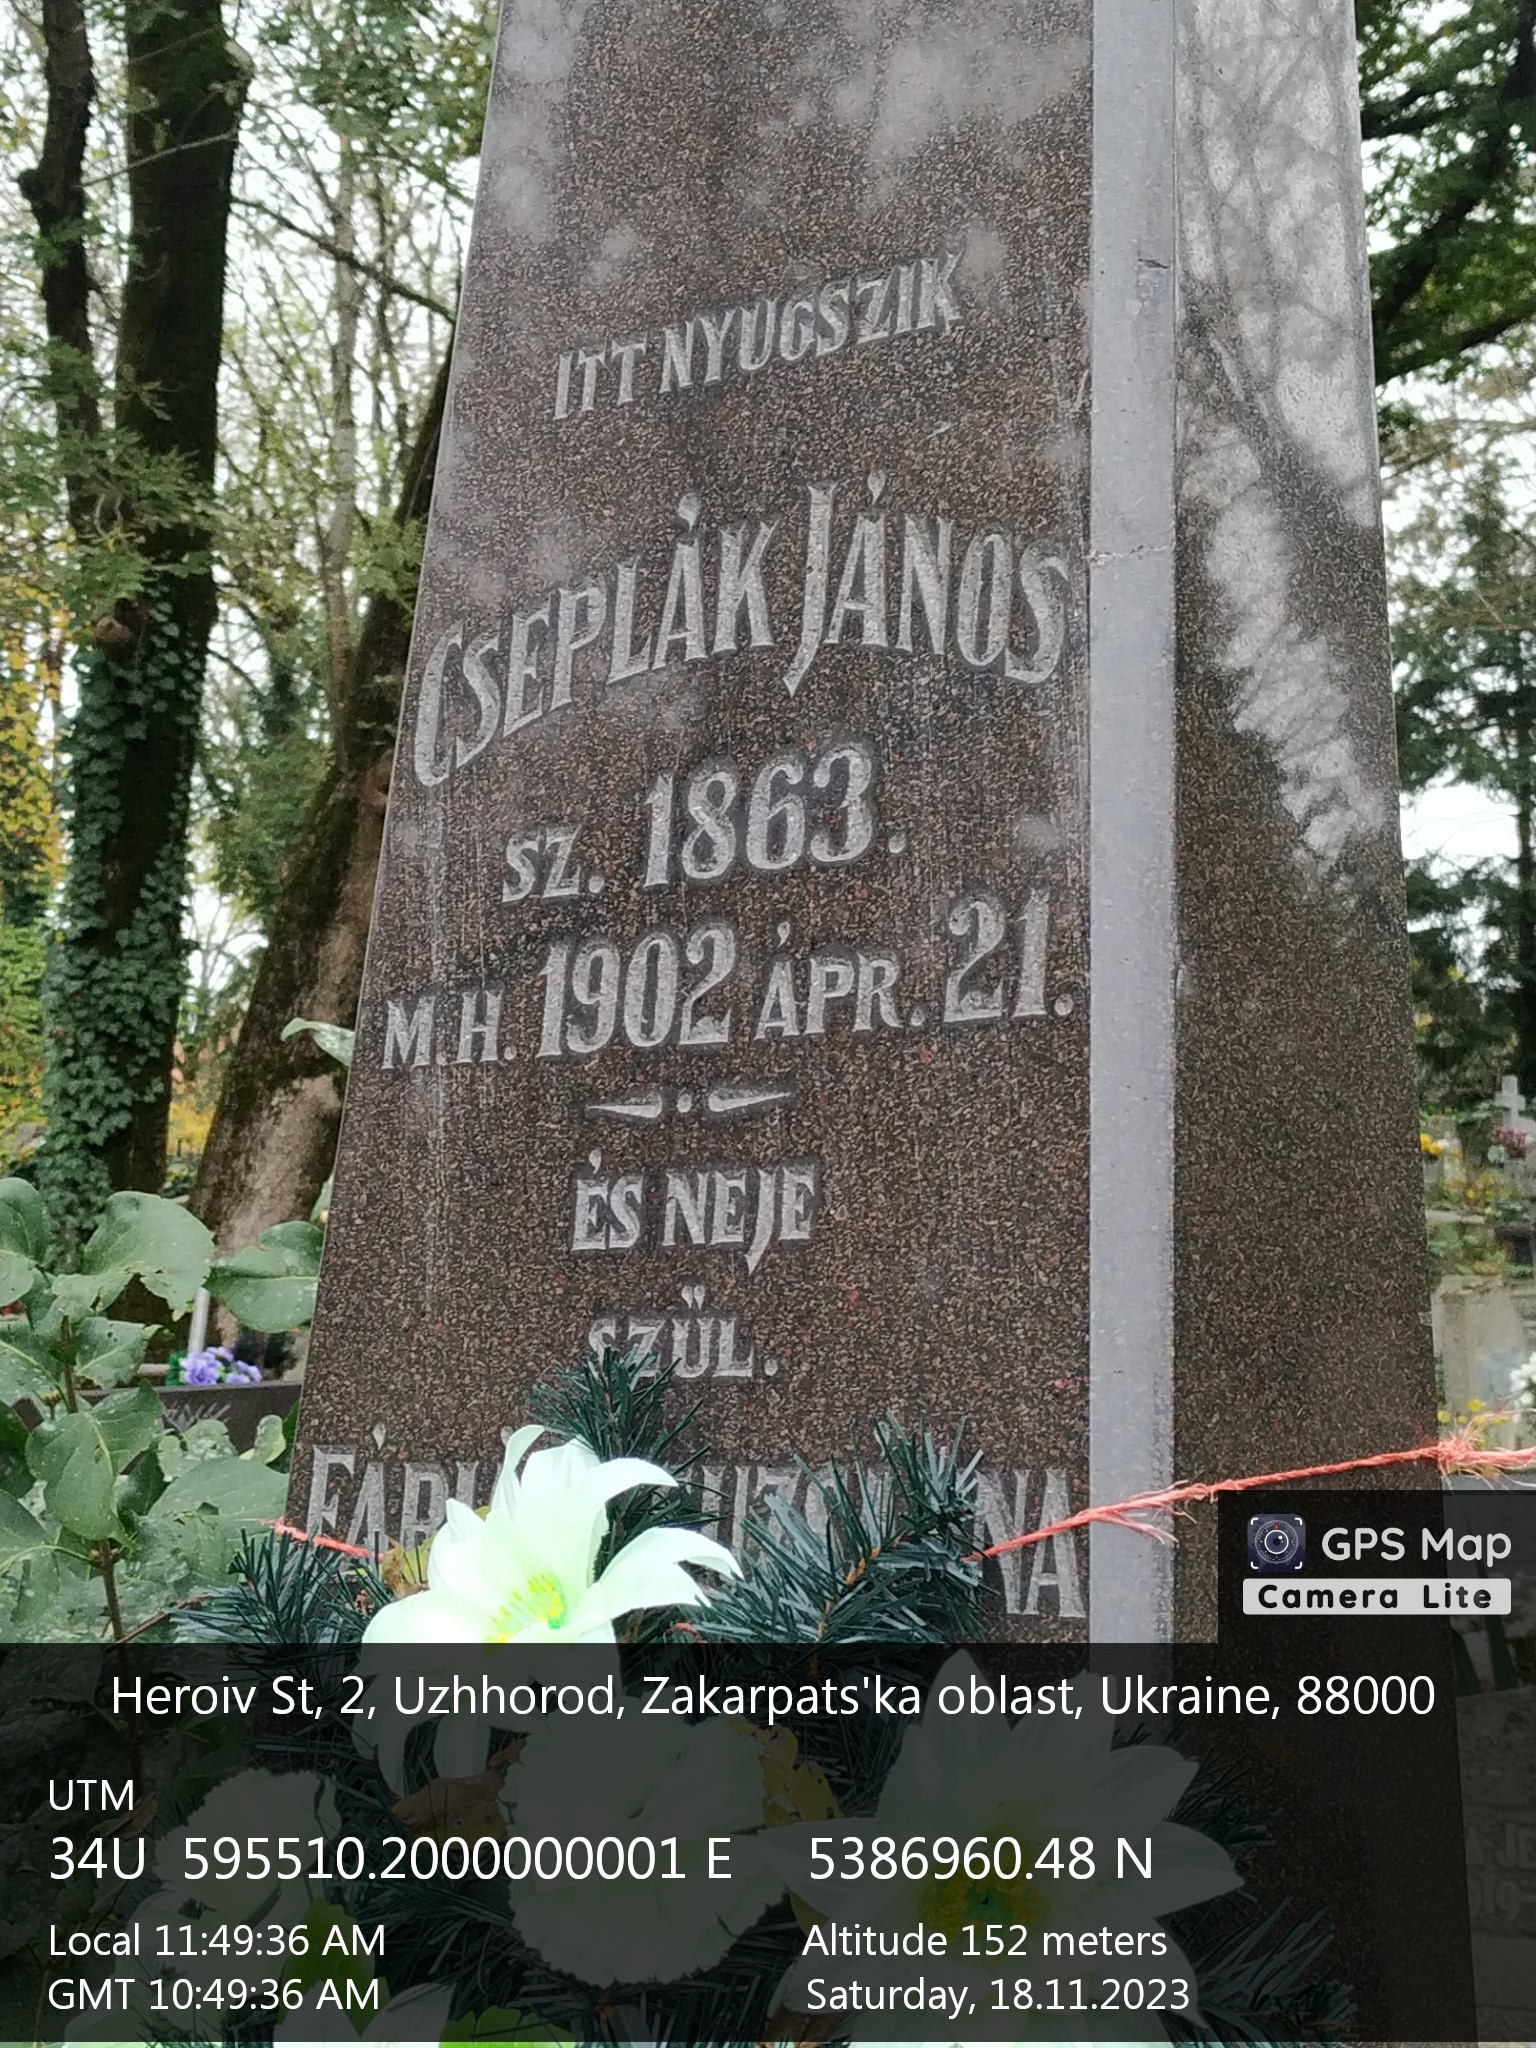 ITT NYUGSZIK
CSEPLÁK JÁNOS
SZ. 1863.
M.H. 1902 ÁPR. 21.
ÉS NEJE
SZÜL.
GPS Map
Camera Lite
Heroiv St, 2, Uzhhorod, Zakarpats'ka oblast, Ukraine, 88000
UTM
34U 595510.2000000001 E 5386960.48 N
Local 11:49:36 AM Altitude 152 meters
GMT 10:49:36 AM Saturday, 18.11.2023